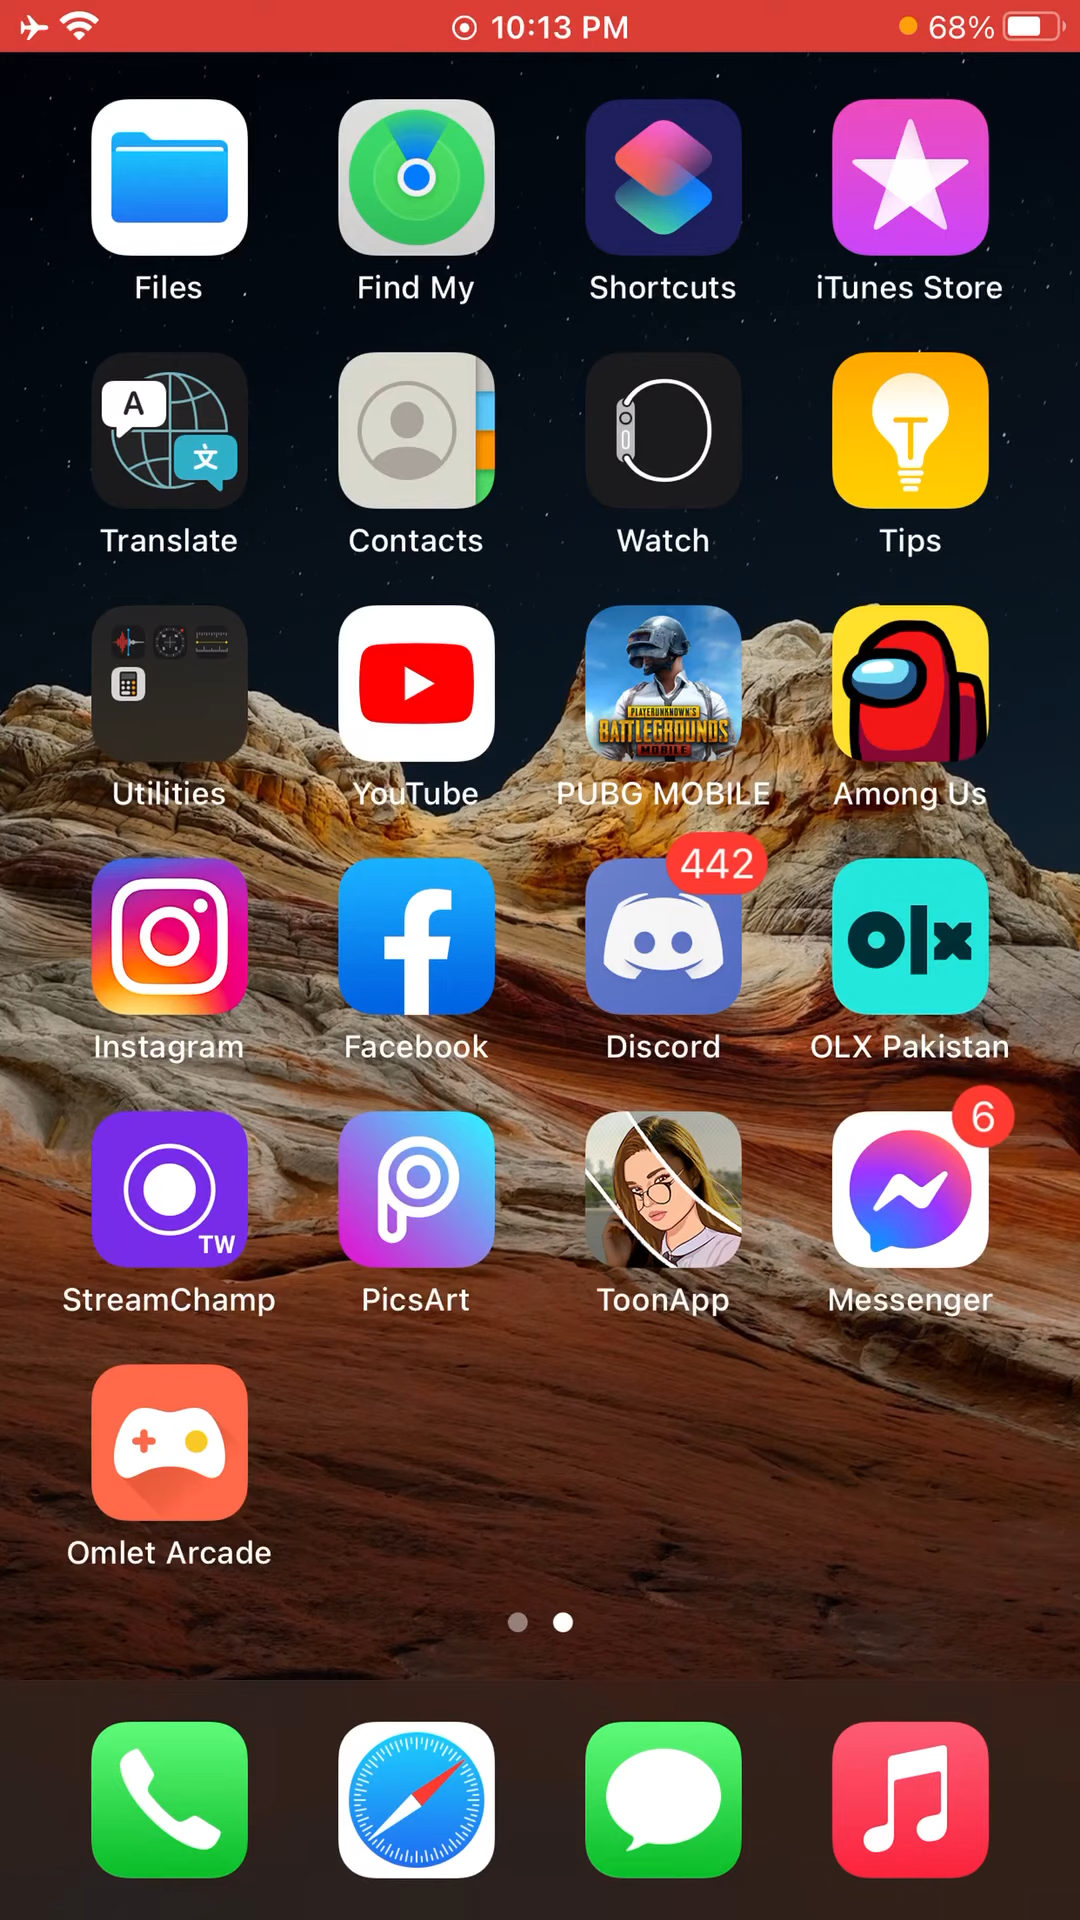 10:13 PM 68%
Files Find My Shortcuts iTunes Store
A 文
Translate Contacts Watch Tips
PLAYERUNKNOWN'S
BATTLEGROUNDS
MOBILE
Utilities YouTube PUBG MOBILE Among Us
442
olx
Instagram Facebook Discord OLX Pakistan
6
TW
StreamChamp PicsArt ToonApp Messenger
Omlet Arcade